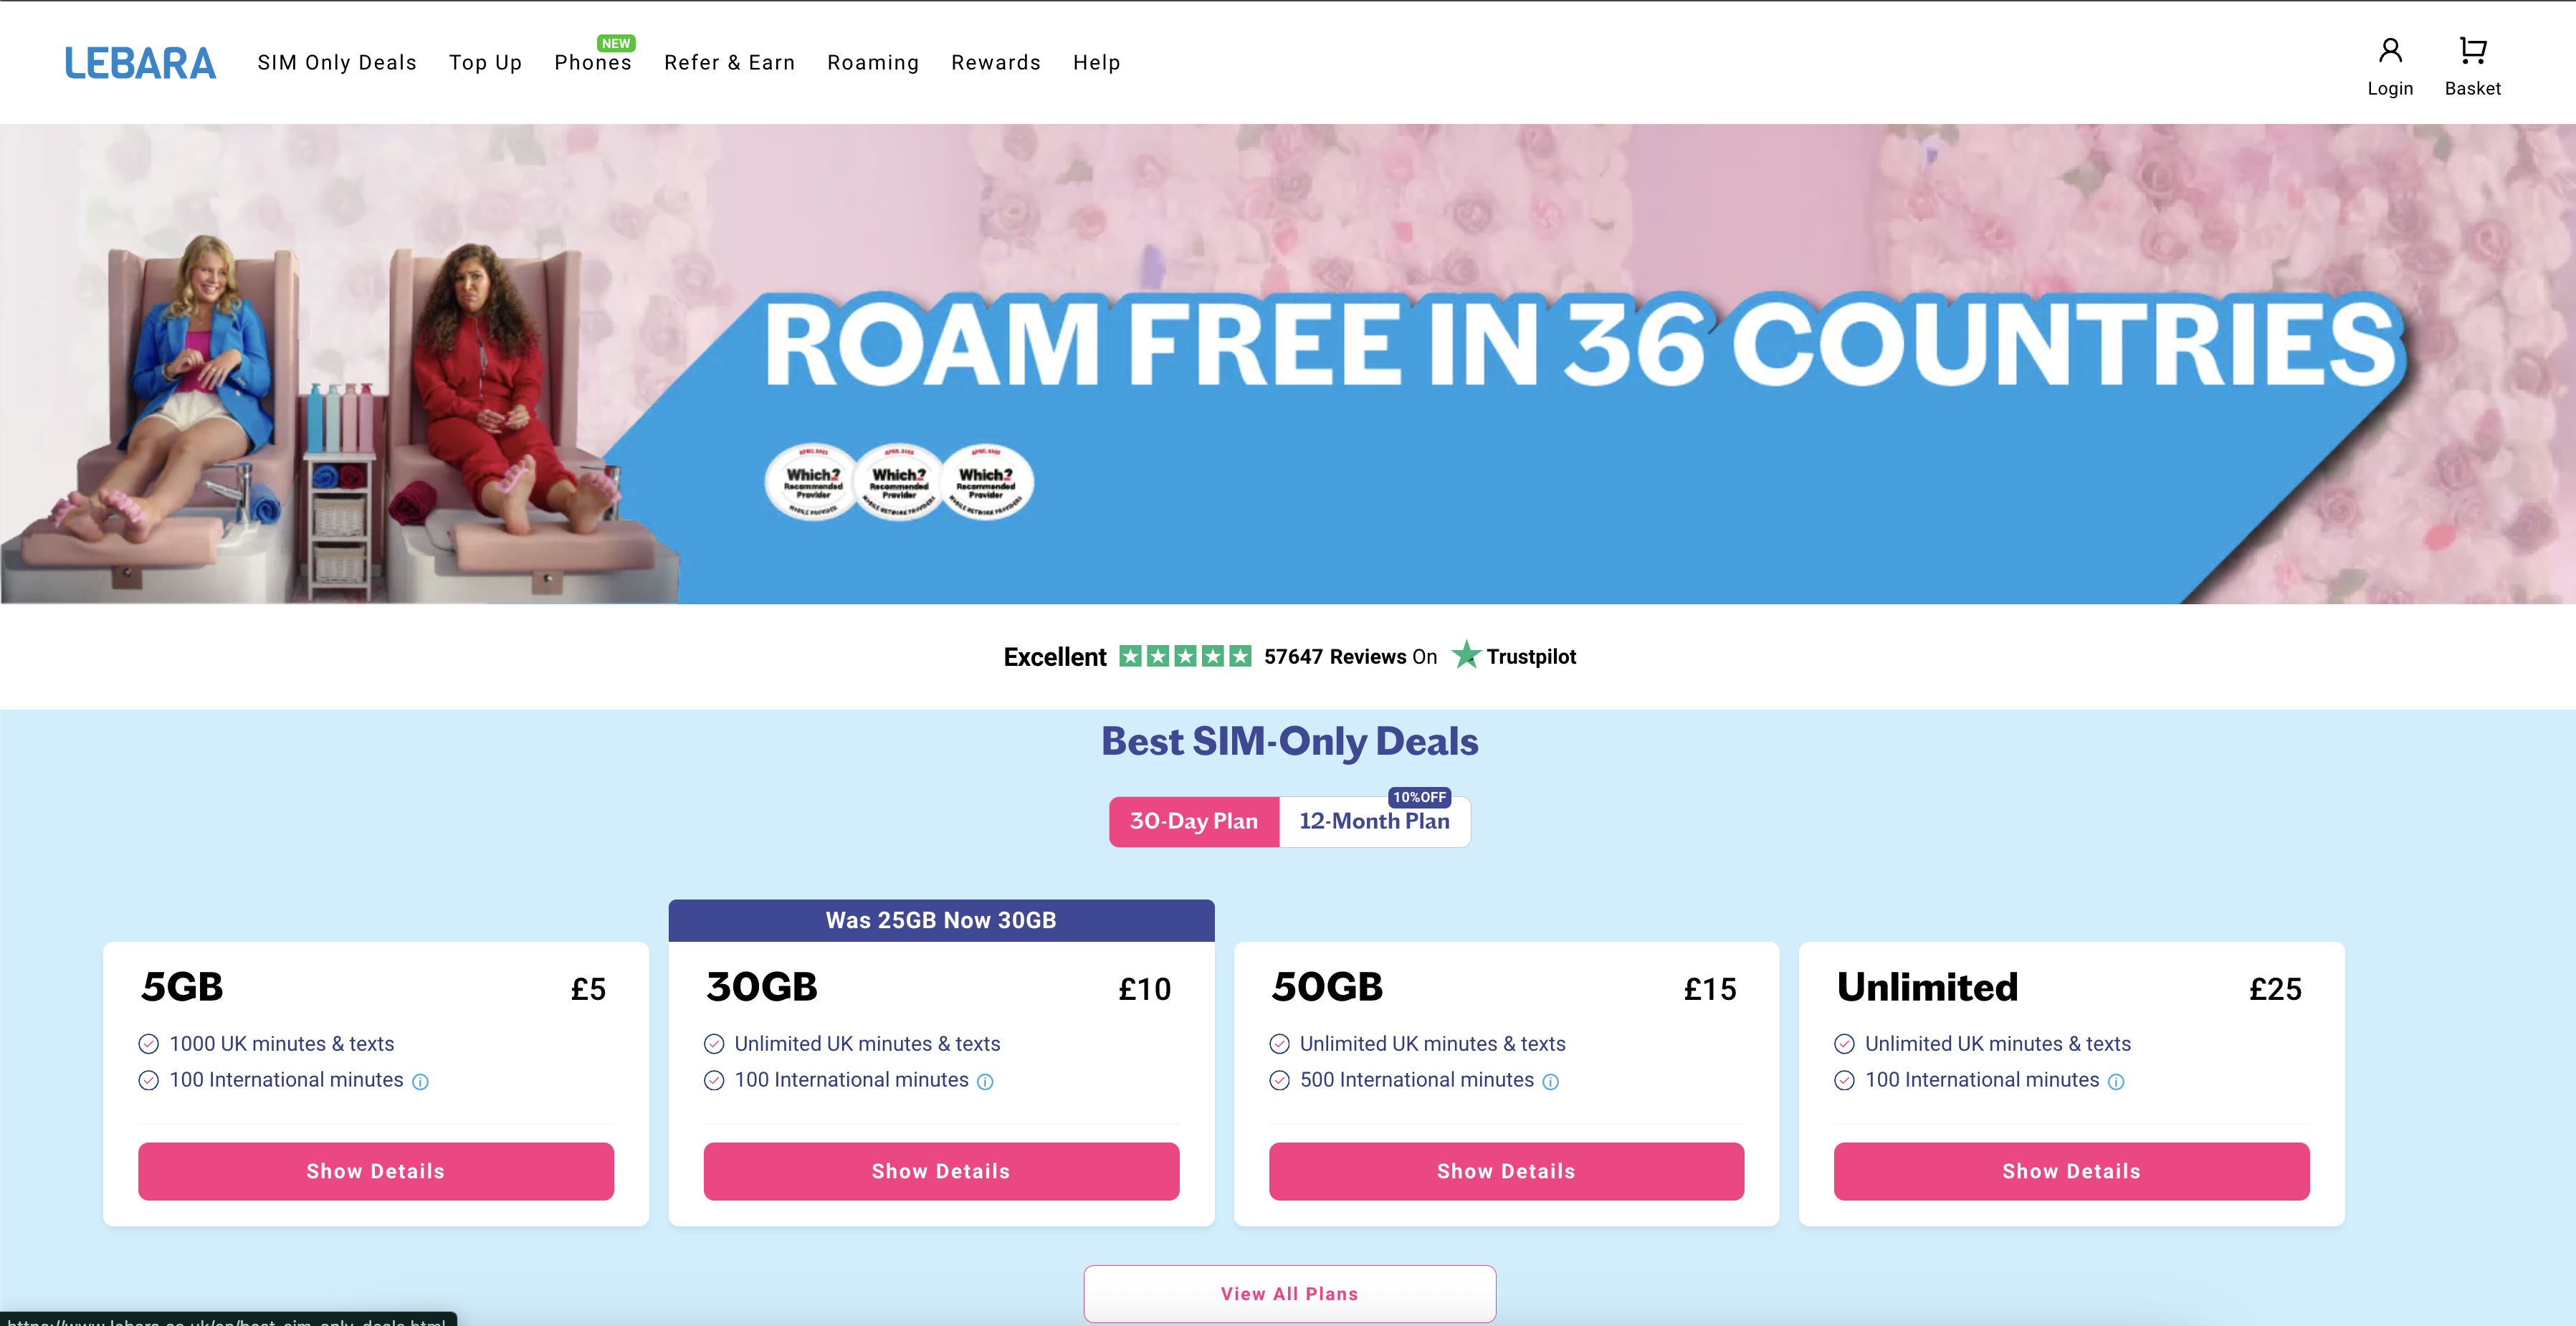 LEBARA
SIM Only Deals
Top Up
Phones
NEW
Refer & Earn
Roaming
Rewards
Help
Login
Basket
ROAM FREE IN 36 COUNTRIES
Which?
Recommended
Provider
Which?
Recommended
Provider
Which?
Recommended
Provider
Excellent 57647 Reviews On Trustpilot
Best SIM-Only Deals
10%OFF
30-Day Plan
12-Month Plan
5GB £5
1000 UK minutes & texts
100 International minutes
Show Details
Was 25GB Now 30GB
30GB £10
Unlimited UK minutes & texts
100 International minutes
Show Details
50GB £15
Unlimited UK minutes & texts
500 International minutes
Show Details
Unlimited £25
Unlimited UK minutes & texts
100 International minutes
Show Details
View All Plans